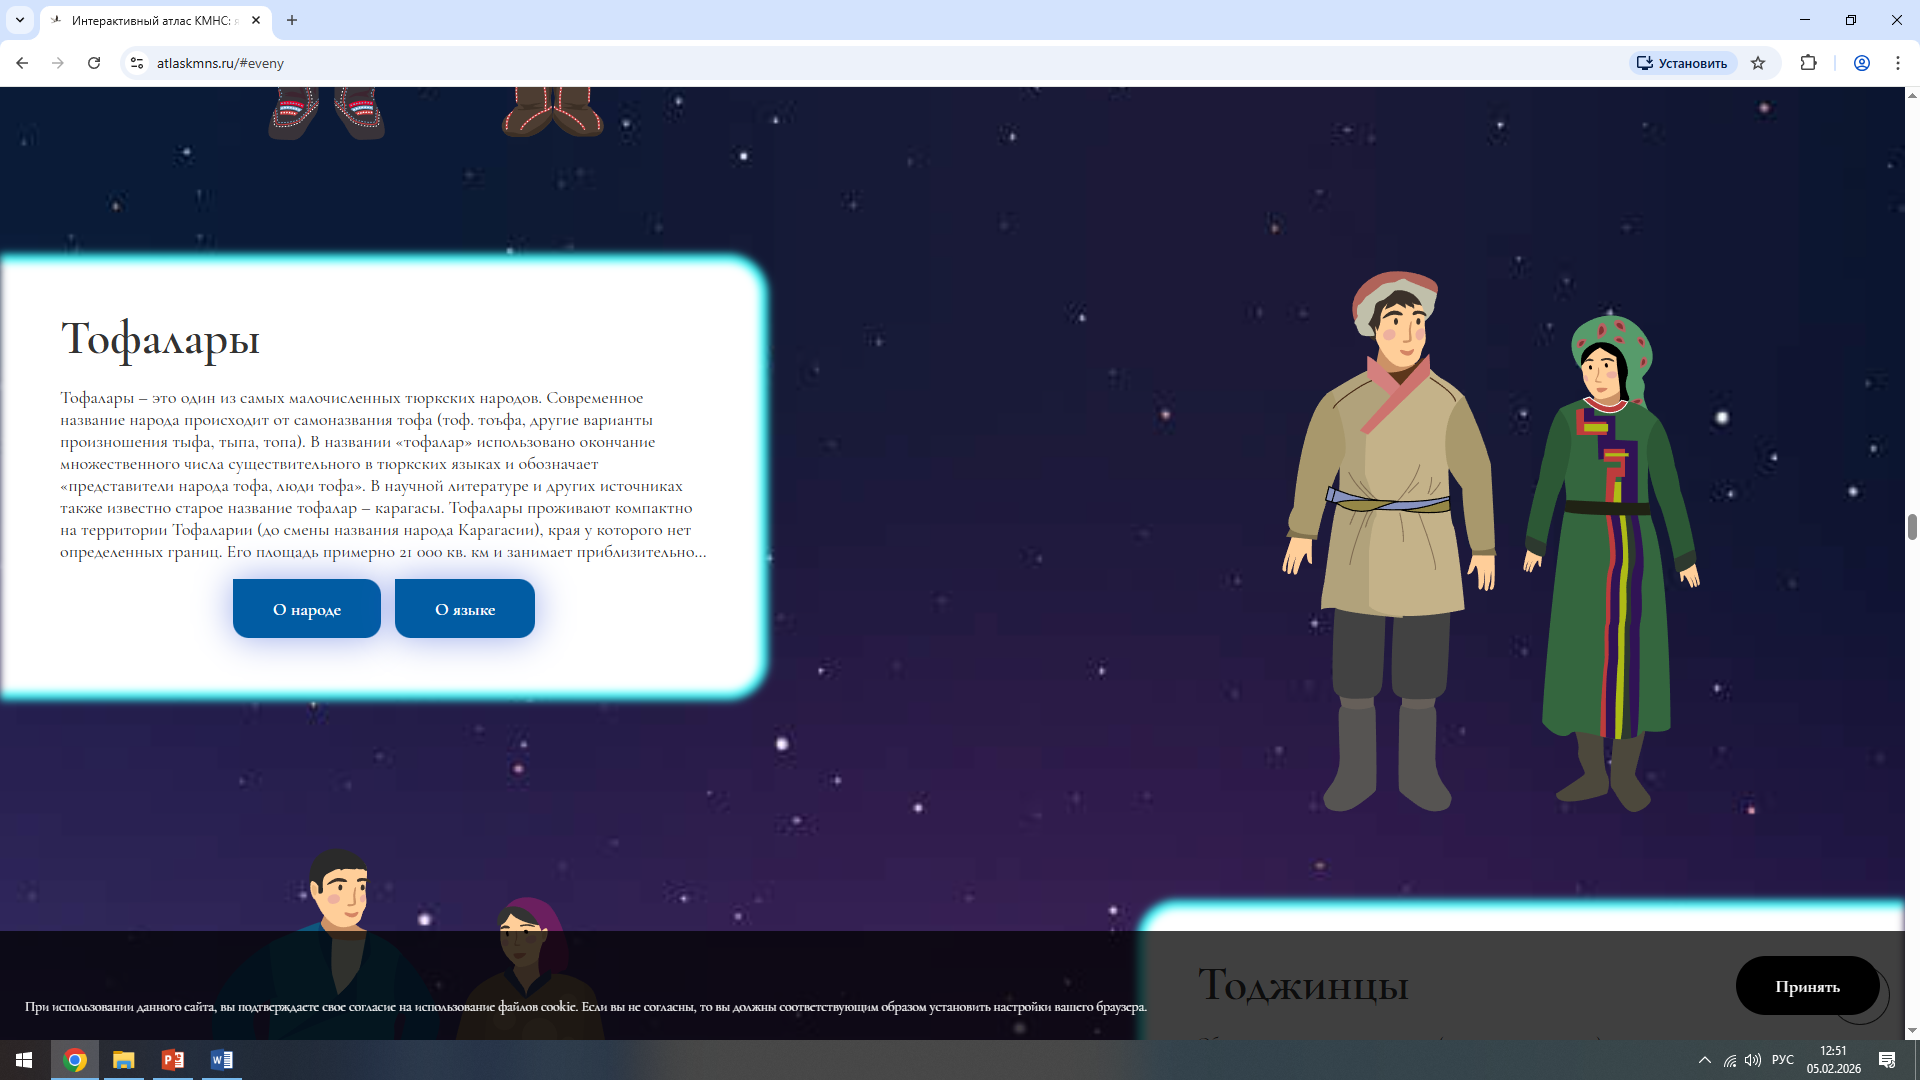 Интерактивный атлас КМНС: я
atlaskmns.ru/#eveny
Установить
Тофалары
Тофалары – это один из самых малочисленных тюркских народов. Современное
название народа происходит от самоназвания тофа (тоф. тоъфа, другие варианты
произношения тыфа, тыпа, топа). В названии «тофалар» использовано окончание
множественного числа существительного в тюркских языках и обозначает
«представители народа тофа, люди тофа». В научной литературе и других источниках
также известно старое название тофалар – карагасы. Тофалары проживают компактно
на территории Тофаларии (до смены названия народа Карагасии), края у которого нет
определенных границ. Его площадь примерно 21 000 кв. км и занимает приблизительно...
О народе
О языке
Тоджинцы
При использовании данного сайта, вы подтверждаете свое согласие на использование файлов cookie. Если вы не согласны, то вы должны соответствующим образом установить настройки вашего браузера.
Принять
РУС
12:51
05.02.2026